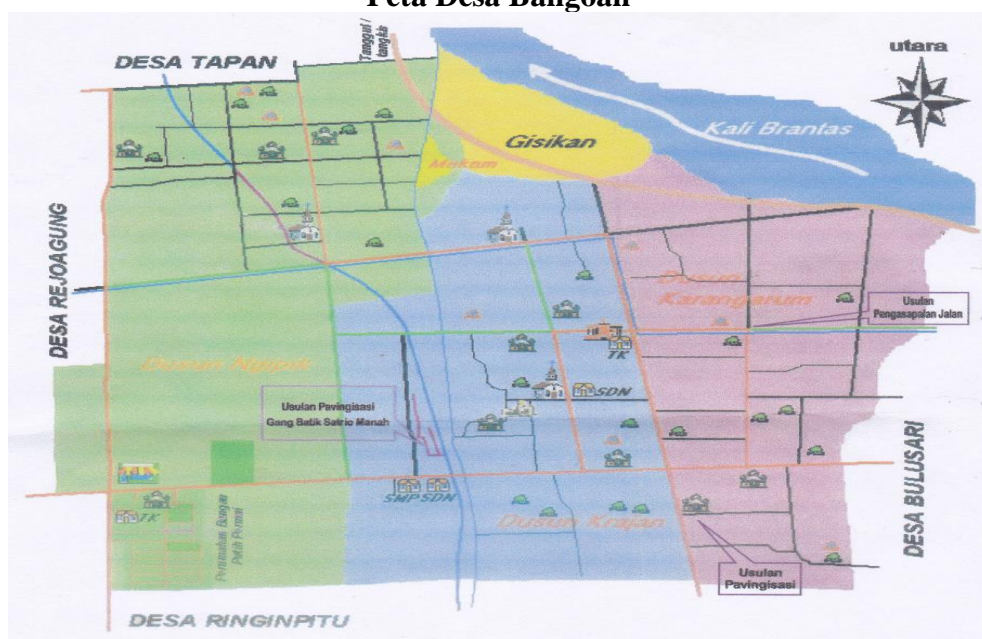 Peta Desa Bangoan
utara
DESA TAPAN
Tanggul /
tangkis
Kali Brantas
Gisikan
Makam
DESA REJOAGUNG
Dusun
Karangarum
Usulan
Pengaspalan Jalan
TK
Dusun Ngipik
SDN
Usulan Pavingisasi
Gang Batik Satrio Manah
DESA BULUSARI
SMP SDN
TK
Dusun Krajan
Usulan
Pavingisasi
DESA RINGINPITU